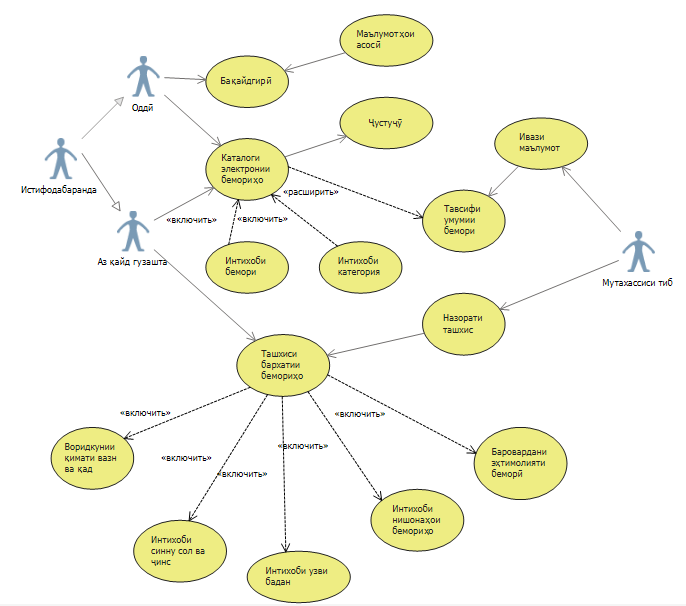 Маълумотҳои
асосӣ
Бақайдгирӣ
Оддӣ
Ҷустуҷӯ
Ивази
маълумот
Каталоги
электронии
бемориҳо
Истифодабаранда
«расширить»
Тавсифи
умумии
бемори
«включить»
«включить»
Аз қайд гузашта
Интихоби
бемори
Интихоби
категория
Мутахассиси тиб
Назорати
ташхис
Ташхиси
бархатии
бемориҳо
«включить»
«включить»
Воридкунии
қимати вазн
ва қад
«включить»
Баровардани
эҳтимолияти
беморӣ
«включить»
«включить»
Интихоби
нишонаҳои
бемориҳо
Интихоби
синну сол ва
ҷинс
Интихоби узви
бадан